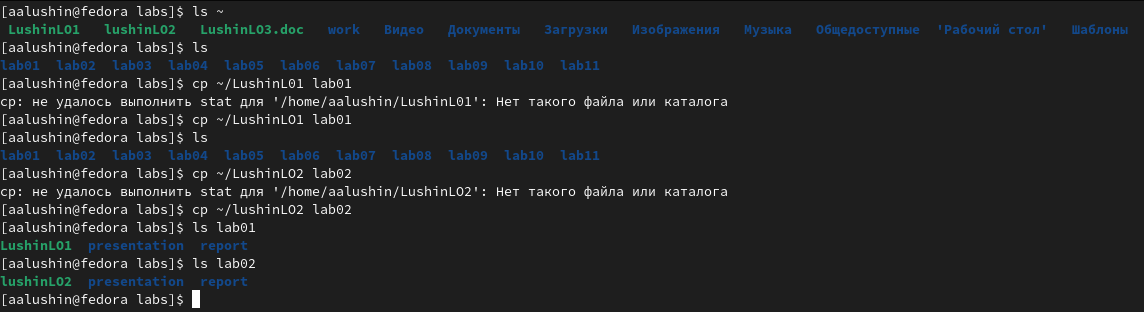 [aalushin@fedora labs]$ ls ~
LushinLO1 lushinLO2 LushinLO3.doc work Видео Документы Загрузки Изображения Музыка Общедоступные 'Рабочий стол' Шаблоны
[aalushin@fedora labs]$ ls
lab01 lab02 lab03 lab04 lab05 lab06 lab07 lab08 lab09 lab10 lab11
[aalushin@fedora labs]$ cp ~/LushinL01 lab01
cp: не удалось выполнить stat для '/home/aalushin/LushinL01': Нет такого файла или каталога
[aalushin@fedora labs]$ cp ~/LushinLO1 lab01
[aalushin@fedora labs]$ ls
lab01 lab02 lab03 lab04 lab05 lab06 lab07 lab08 lab09 lab10 lab11
[aalushin@fedora labs]$ cp ~/LushinLO2 lab02
cp: не удалось выполнить stat для '/home/aalushin/LushinLO2': Нет такого файла или каталога
[aalushin@fedora labs]$ cp ~/lushinLO2 lab02
[aalushin@fedora labs]$ ls lab01
LushinLO1 presentation report
[aalushin@fedora labs]$ ls lab02
lushinLO2 presentation report
[aalushin@fedora labs]$